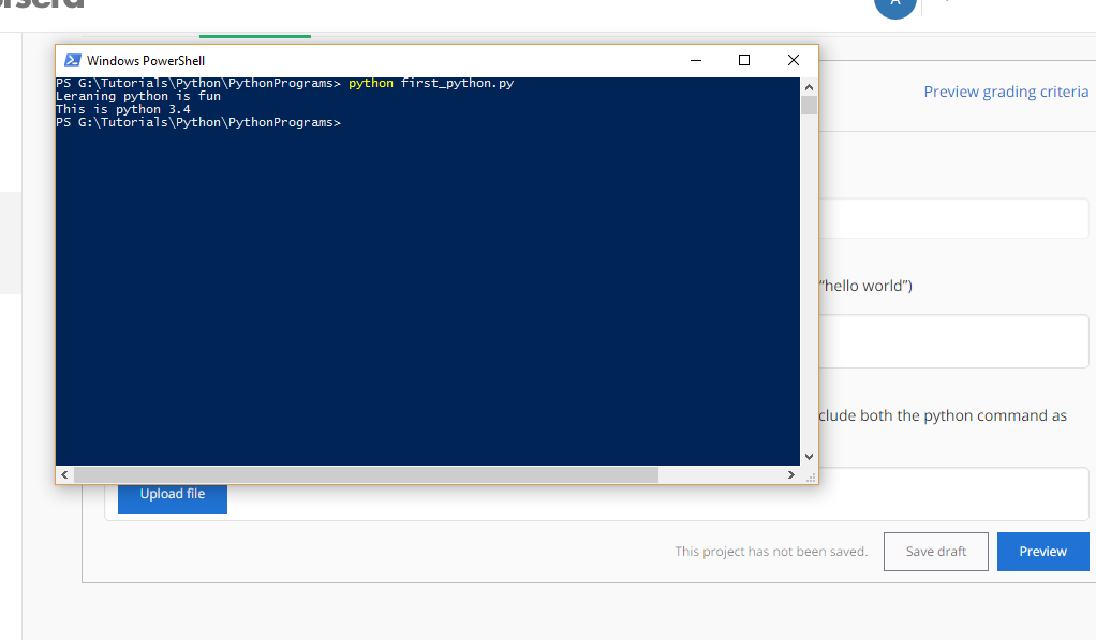 A
Windows PowerShell
PS G:\Tutorials\Python\PythonPrograms> python first_python.py
Leraning python is fun
This is python 3.4
PS G:\Tutorials\Python\PythonPrograms>
Preview grading criteria
"hello world")
clude both the python command as
Upload file
This project has not been saved.
Save draft
Preview